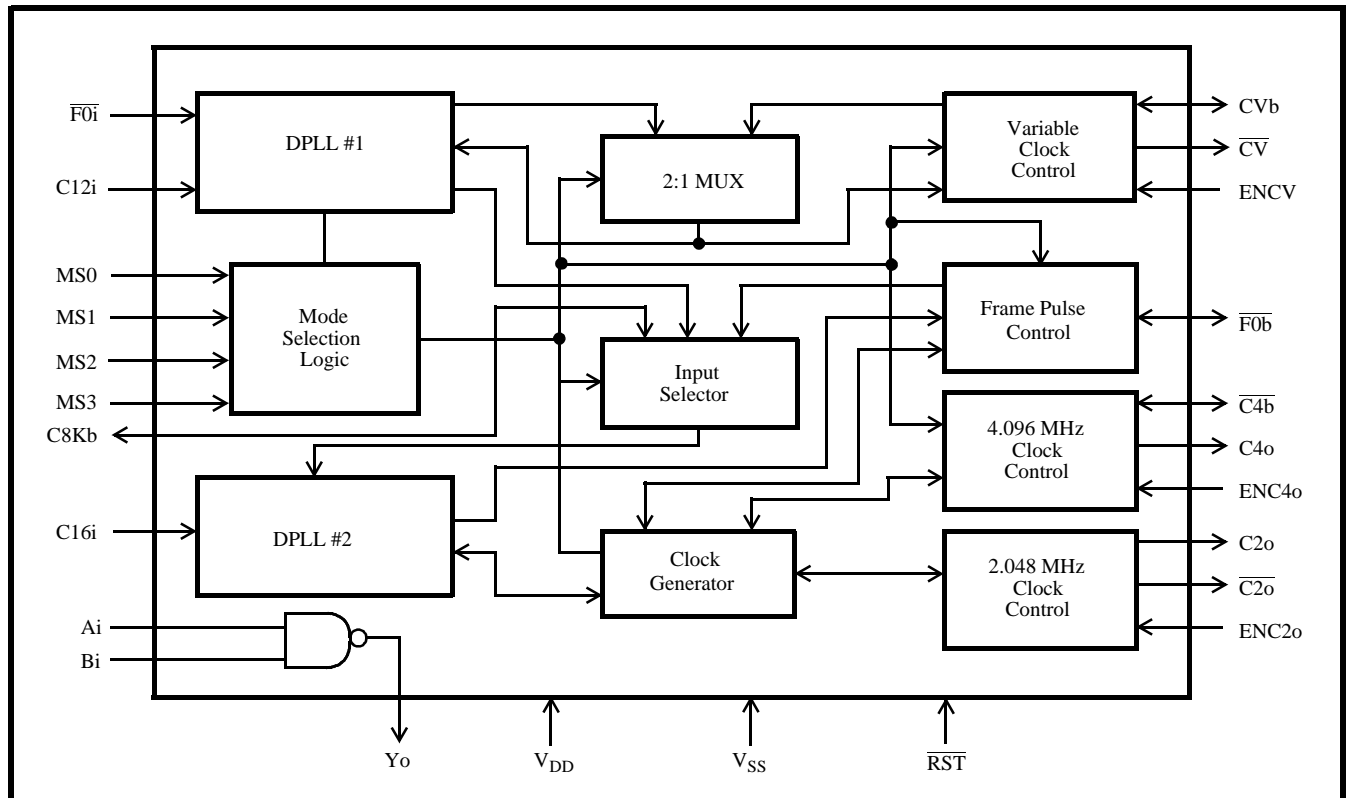 F0i
C12i
MS0
MS1
MS2
MS3
C8Kb
C16i
Ai
Bi
DPLL #1
Mode
Selection
Logic
DPLL #2
2:1 MUX
Input
Selector
Clock
Generator
Variable
Clock
Control
Frame Pulse
Control
4.096 MHz
Clock
Control
2.048 MHz
Clock
Control
CVb
CV
ENCV
F0b
C4b
C4o
ENC4o
C2o
C2o
ENC2o
Yo
VDD
VSS
RST